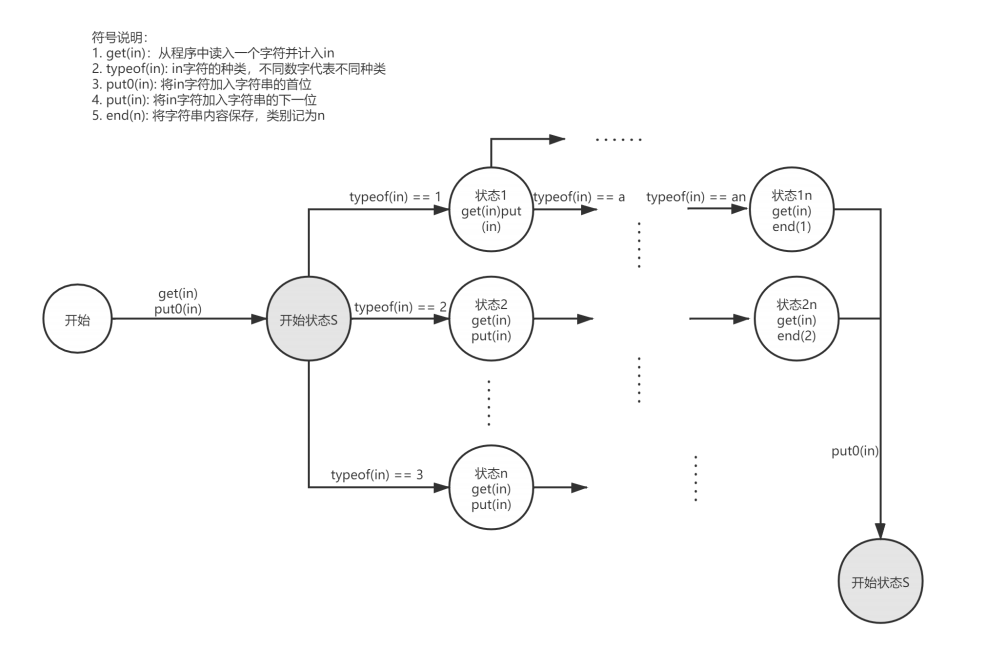 符号说明：
1. get(in)：从程序中读入一个字符并计入in
2. typeof(in): in字符的种类，不同数字代表不同种类
3. put0(in): 将in字符加入字符串的首位
4. put(in): 将in字符加入字符串的下一位
5. end(n): 将字符串内容保存，类别记为n
......
typeof(in) == 1
状态1
get(in)put
(in)
typeof(in) == a
typeof(in) == an
状态1n
get(in)
end(1)
开始
get(in)
put0(in)
开始状态S
typeof(in) == 2
状态2
get(in)
put(in)
状态2n
get(in)
end(2)
typeof(in) == 3
状态n
get(in)
put(in)
put0(in)
开始状态S